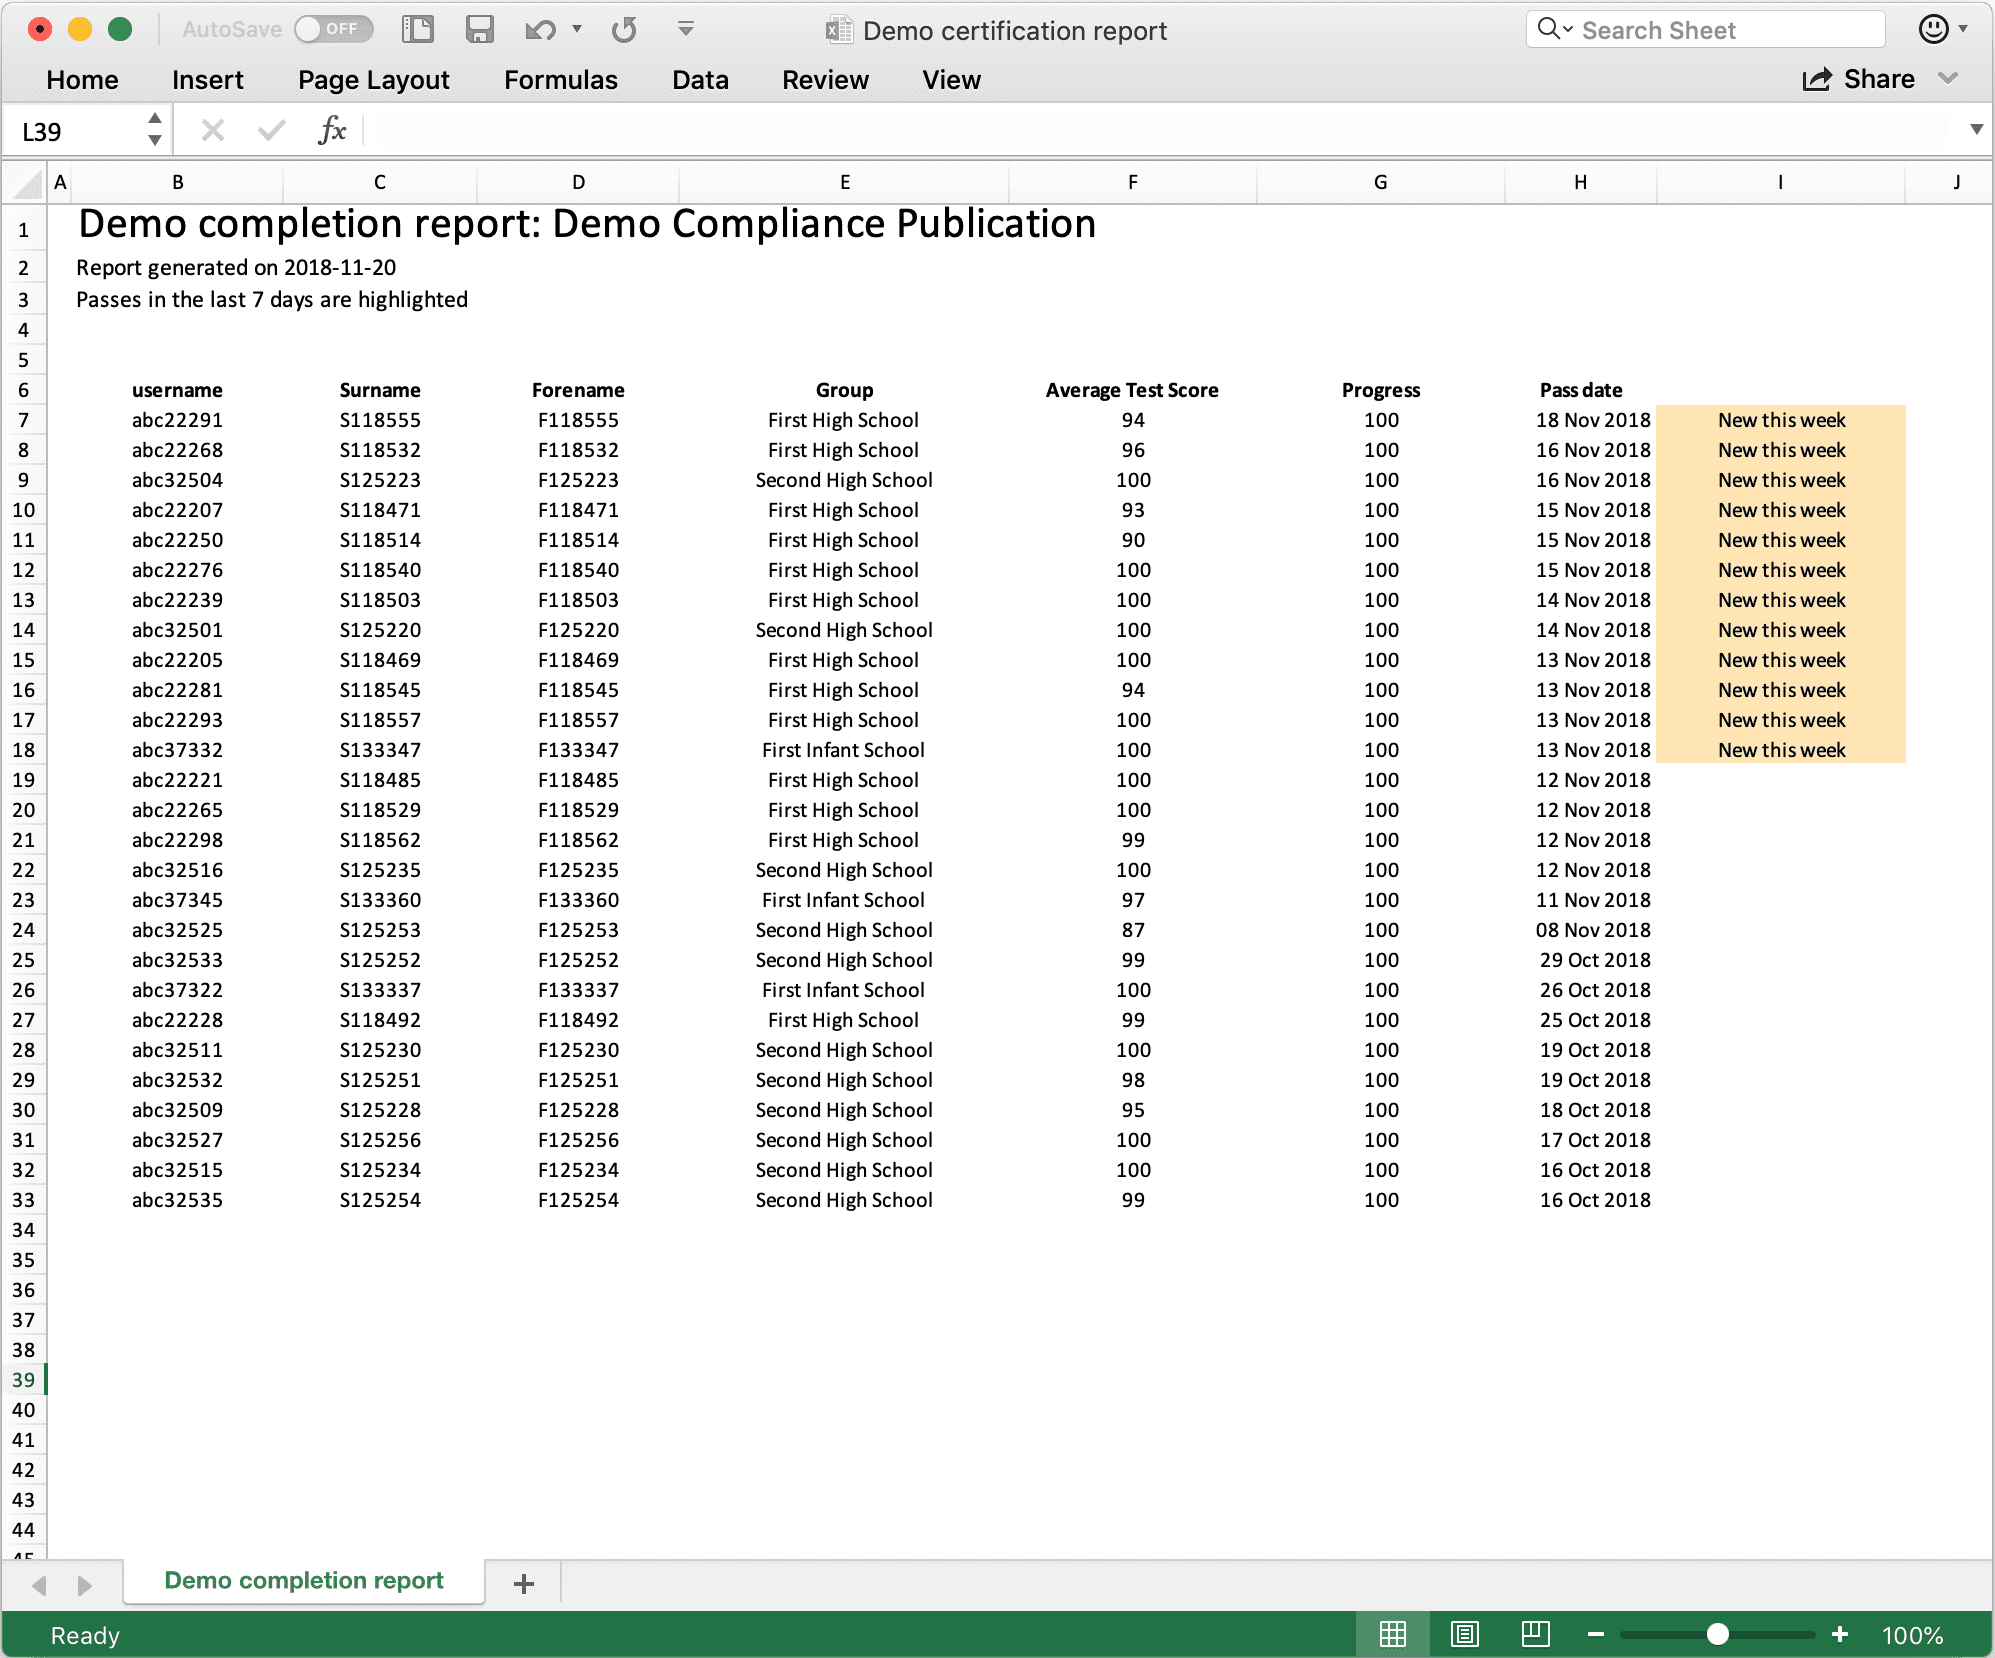 AutoSave OFF Demo certification report Search Sheet
Home Insert Page Layout Formulas Data Review View Share
L39 fx
A B C D E F G H I J
1 Demo completion report: Demo Compliance Publication
2 Report generated on 2018-11-20
3 Passes in the last 7 days are highlighted
4
5
6 username Surname Forename Group Average Test Score Progress Pass date
7 abc22291 S118555 F118555 First High School 94 100 18 Nov 2018 New this week
8 abc22268 S118532 F118532 First High School 96 100 16 Nov 2018 New this week
9 abc32504 S125223 F125223 Second High School 100 100 16 Nov 2018 New this week
10 abc22207 S118471 F118471 First High School 93 100 15 Nov 2018 New this week
11 abc22250 S118514 F118514 First High School 90 100 15 Nov 2018 New this week
12 abc22276 S118540 F118540 First High School 100 100 15 Nov 2018 New this week
13 abc22239 S118503 F118503 First High School 100 100 14 Nov 2018 New this week
14 abc32501 S125220 F125220 Second High School 100 100 14 Nov 2018 New this week
15 abc22205 S118469 F118469 First High School 100 100 13 Nov 2018 New this week
16 abc22281 S118545 F118545 First High School 94 100 13 Nov 2018 New this week
17 abc22293 S118557 F118557 First High School 100 100 13 Nov 2018 New this week
18 abc37332 S133347 F133347 First Infant School 100 100 13 Nov 2018 New this week
19 abc22221 S118485 F118485 First High School 100 100 12 Nov 2018
20 abc22265 S118529 F118529 First High School 100 100 12 Nov 2018
21 abc22298 S118562 F118562 First High School 99 100 12 Nov 2018
22 abc32516 S125235 F125235 Second High School 100 100 12 Nov 2018
23 abc37345 S133360 F133360 First Infant School 97 100 11 Nov 2018
24 abc32525 S125253 F125253 Second High School 87 100 08 Nov 2018
25 abc32533 S125252 F125252 Second High School 99 100 29 Oct 2018
26 abc37322 S133337 F133337 First Infant School 100 100 26 Oct 2018
27 abc22228 S118492 F118492 First High School 99 100 25 Oct 2018
28 abc32511 S125230 F125230 Second High School 100 100 19 Oct 2018
29 abc32532 S125251 F125251 Second High School 98 100 19 Oct 2018
30 abc32509 S125228 F125228 Second High School 95 100 18 Oct 2018
31 abc32527 S125256 F125256 Second High School 100 100 17 Oct 2018
32 abc32515 S125234 F125234 Second High School 100 100 16 Oct 2018
33 abc32535 S125254 F125254 Second High School 99 100 16 Oct 2018
34
35
36
37
38
39
40
41
42
43
44
45
Demo completion report
Ready 100%